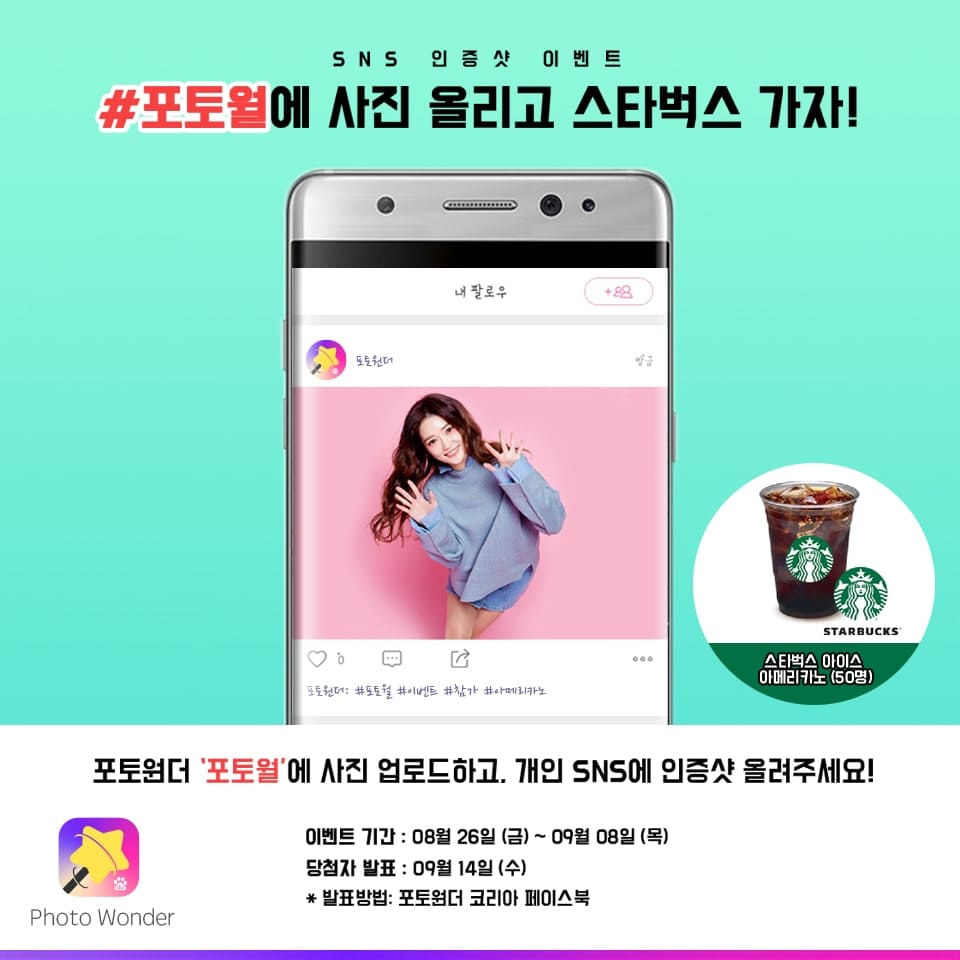 SNS 인증샷 이벤트
#포토월에 사진 올리고 스타벅스 가자!
내 팔로우
포토원더
방금
포토원더: #포토월 #이벤트 #참가 #아메리카노
STARBUCKS
스타벅스 아이스
아메리카노 (50명)
포토원더 '포토월'에 사진 업로드하고, 개인 SNS에 인증샷 올려주세요!
이벤트 기간 : 08월 26일 (금) ~ 09월 08일 (목)
당첨자 발표 : 09월 14일 (수)
* 발표방법: 포토원더 코리아 페이스북
Photo Wonder